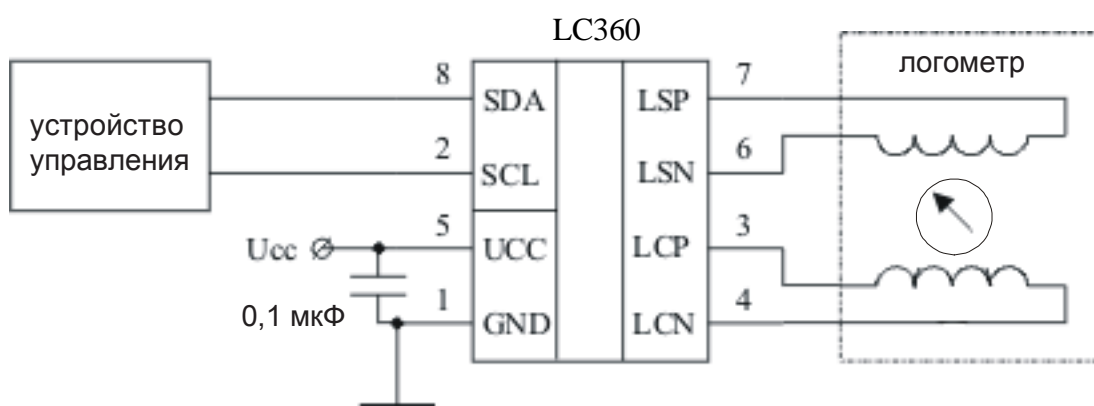 LC360
логометр
устройство
управления
8
SDA
LSP
7
2
SCL
LSN
6
Ucc
5
UCC
LCP
3
0,1 мкФ
1
GND
LCN
4